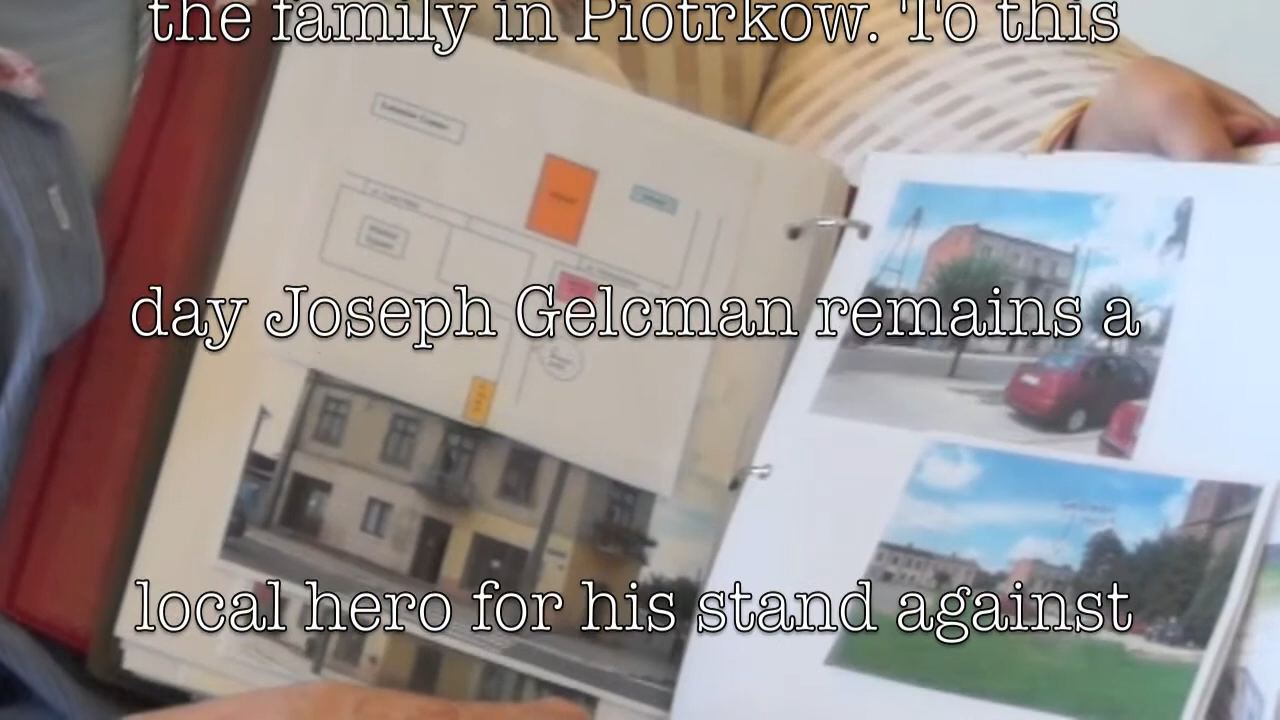 the family in Piotrkow. To this
day Joseph Gelcman remains a
local hero for his stand against